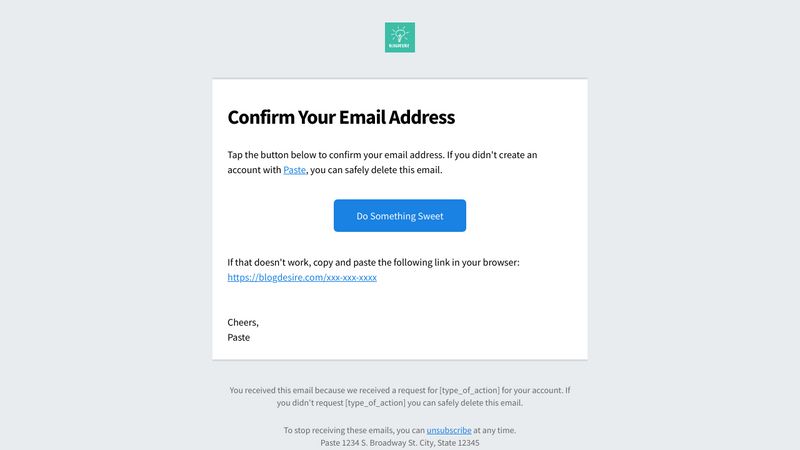 BLOGDESIRE
Confirm Your Email Address
Tap the button below to confirm your email address. If you didn't create an
account with Paste, you can safely delete this email.
Do Something Sweet
If that doesn't work, copy and paste the following link in your browser:
https://blogdesire.com/xxx-xxx-xxxx
Cheers,
Paste
You received this email because we received a request for [type_of_action] for your account. If
you didn't request [type_of_action] you can safely delete this email.
To stop receiving these emails, you can unsubscribe at any time.
Paste 1234 S. Broadway St. City, State 12345